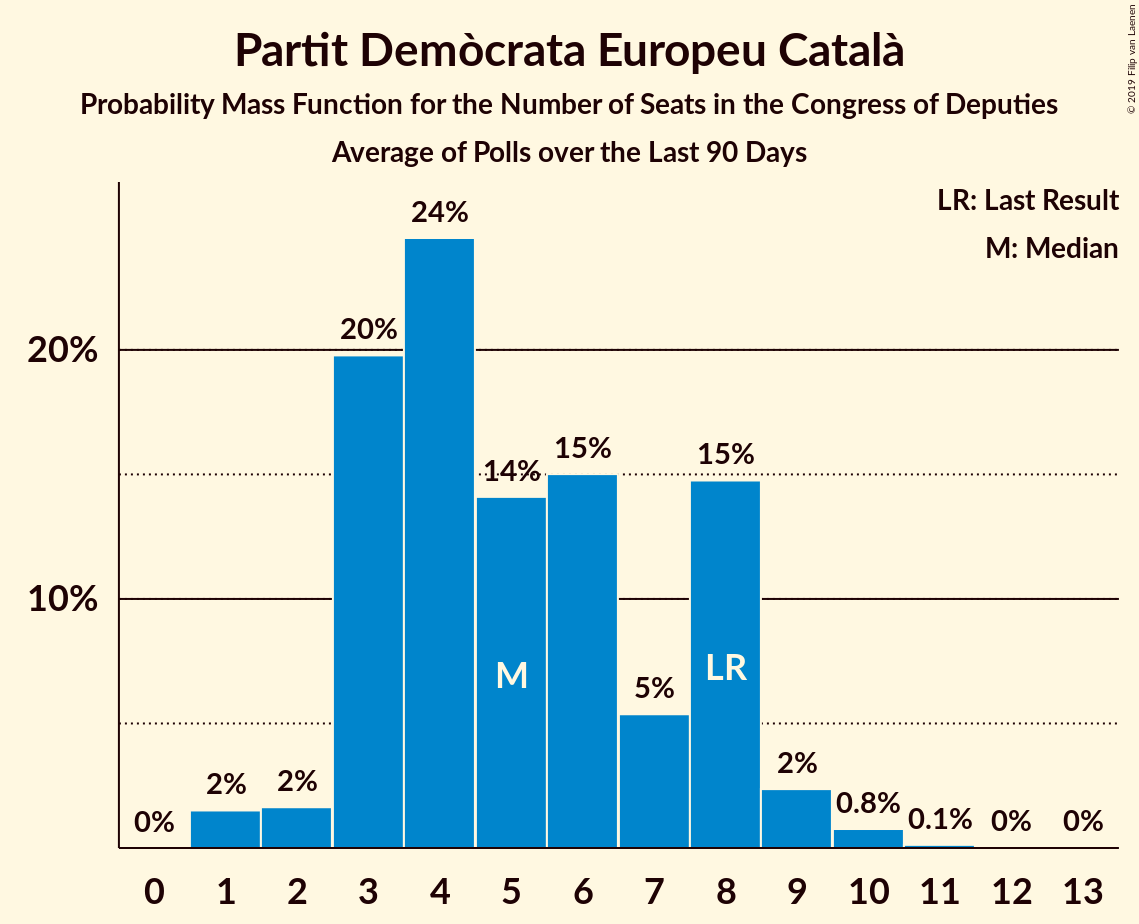 Partit Demòcrata Europeu Català
Probability Mass Function for the Number of Seats in the Congress of Deputies
Average of Polls over the Last 90 Days
© 2019 Filip van Laenen
LR: Last Result
M: Median
24%
20%
20%
15%
15%
14%
10%
M
LR
5%
2%
2%
2%
0.8%
0.1%
0%
0%
0%
0 1 2 3 4 5 6 7 8 9 10 11 12 13